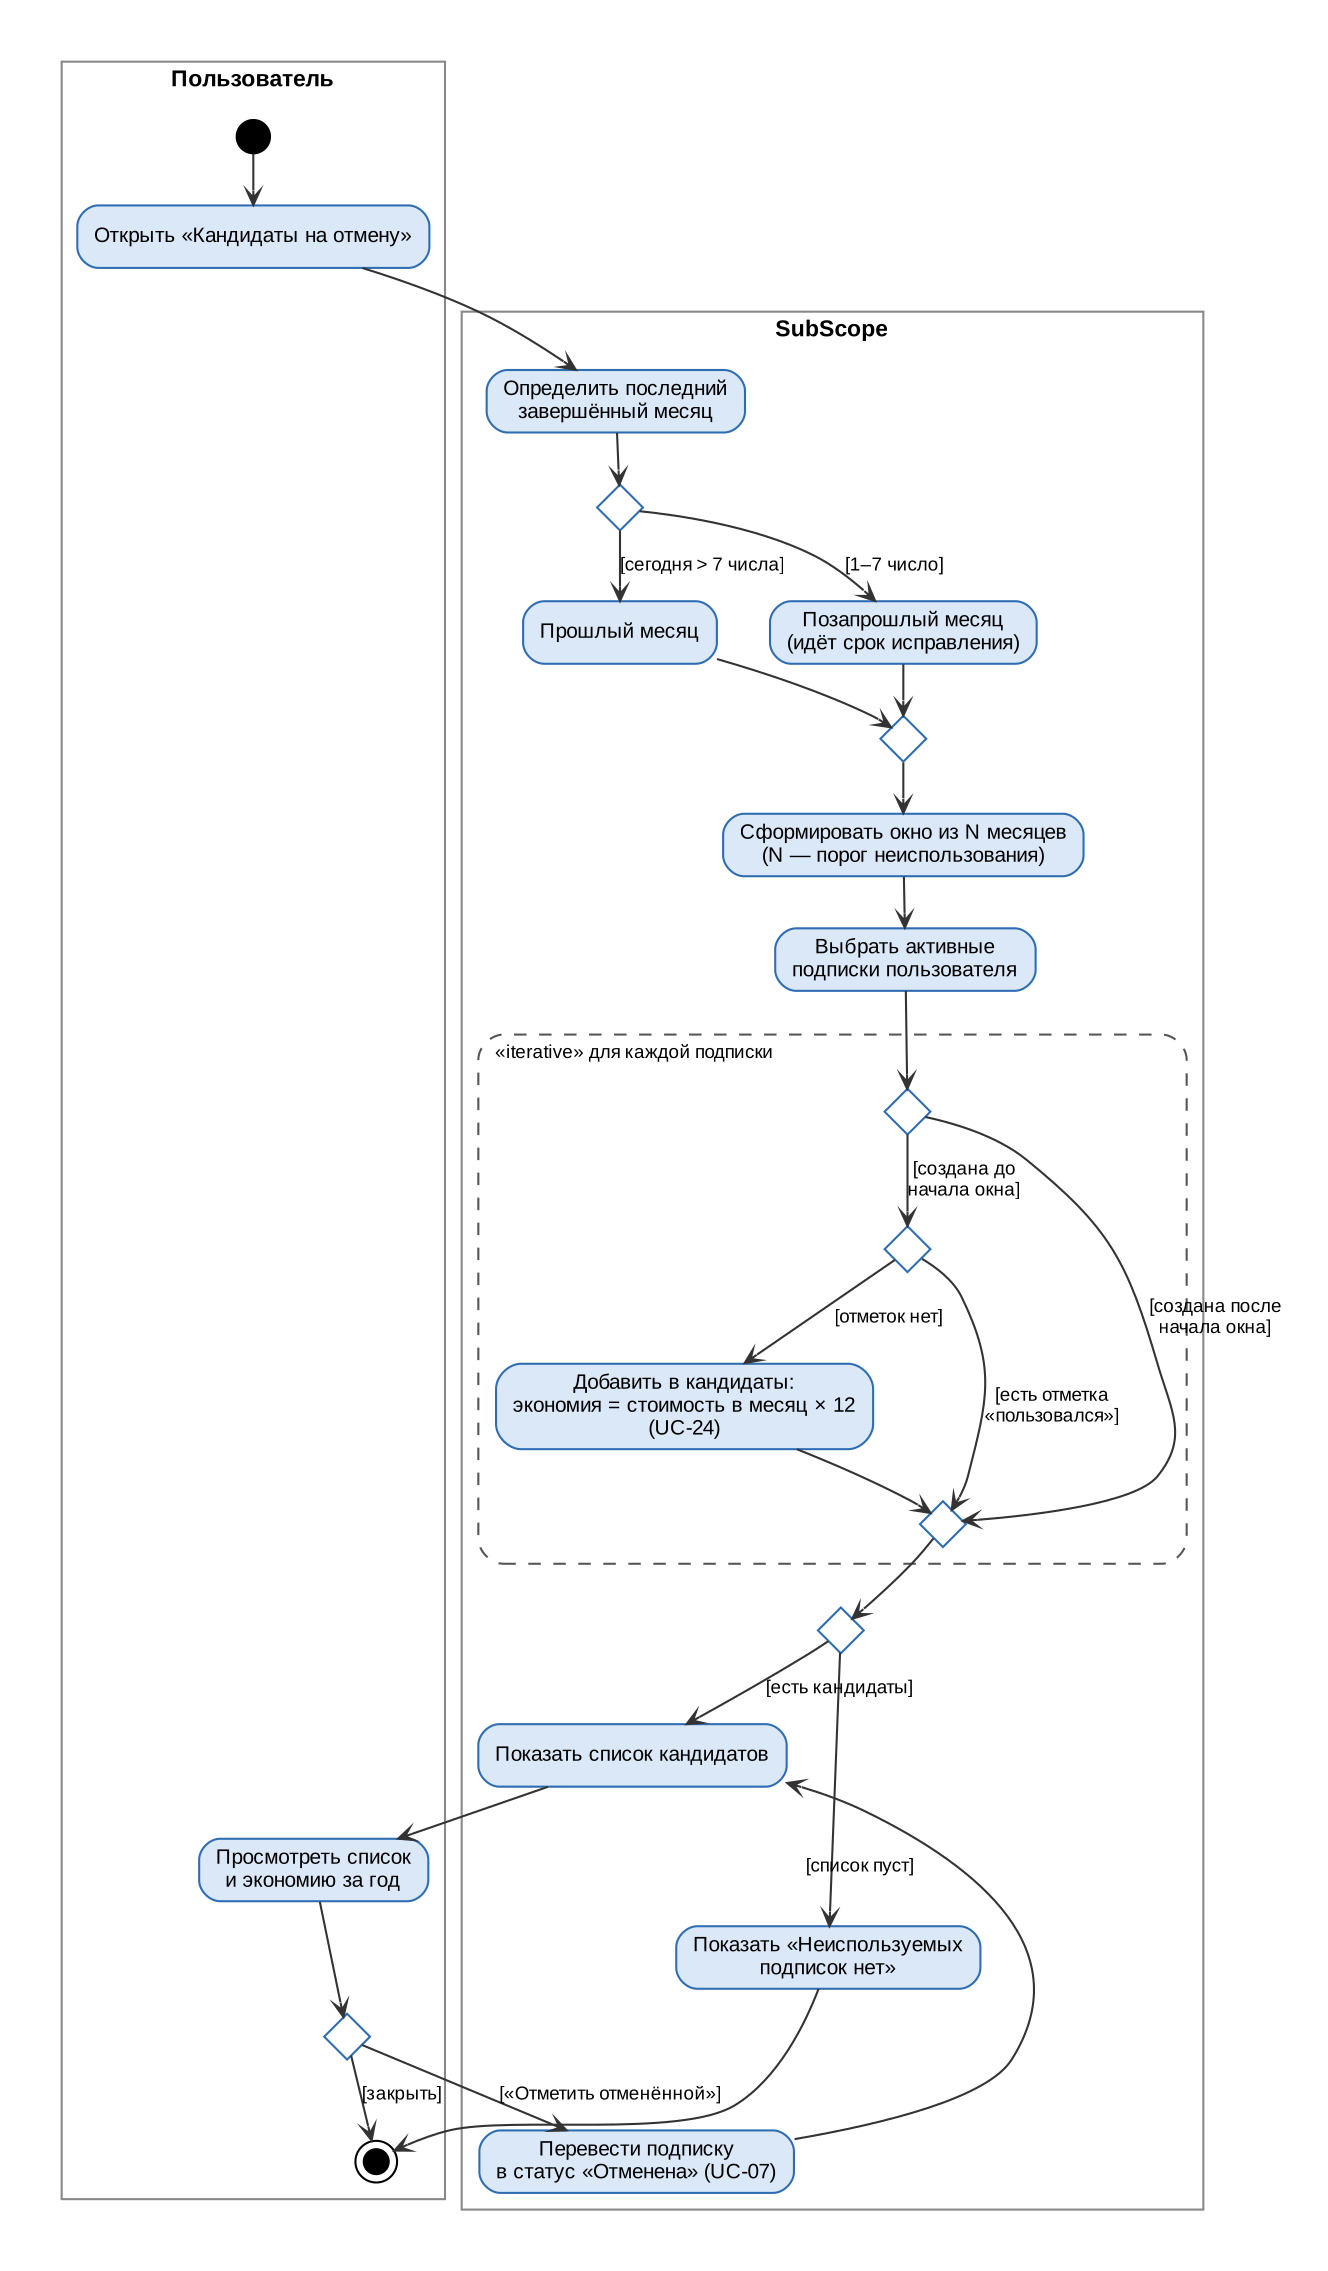 Пользователь
Открыть «Кандидаты на отмену»
SubScope
Определить последний
завершённый месяц
[сегодня > 7 числа]
[1–7 число]
Прошлый месяц
Позапрошлый месяц
(идёт срок исправления)
Сформировать окно из N месяцев
(N — порог неиспользования)
Выбрать активные
подписки пользователя
«iterative» для каждой подписки
[создана до
начала окна]
[создана после
начала окна]
[отметок нет]
Добавить в кандидаты:
экономия = стоимость в месяц × 12
(UC-24)
[есть отметка
«пользовался»]
[есть кандидаты]
Показать список кандидатов
Просмотреть список
и экономию за год
[список пуст]
Показать «Неиспользуемых
подписок нет»
[закрыть]
[«Отметить отменённой»]
Перевести подписку
в статус «Отменена» (UC-07)